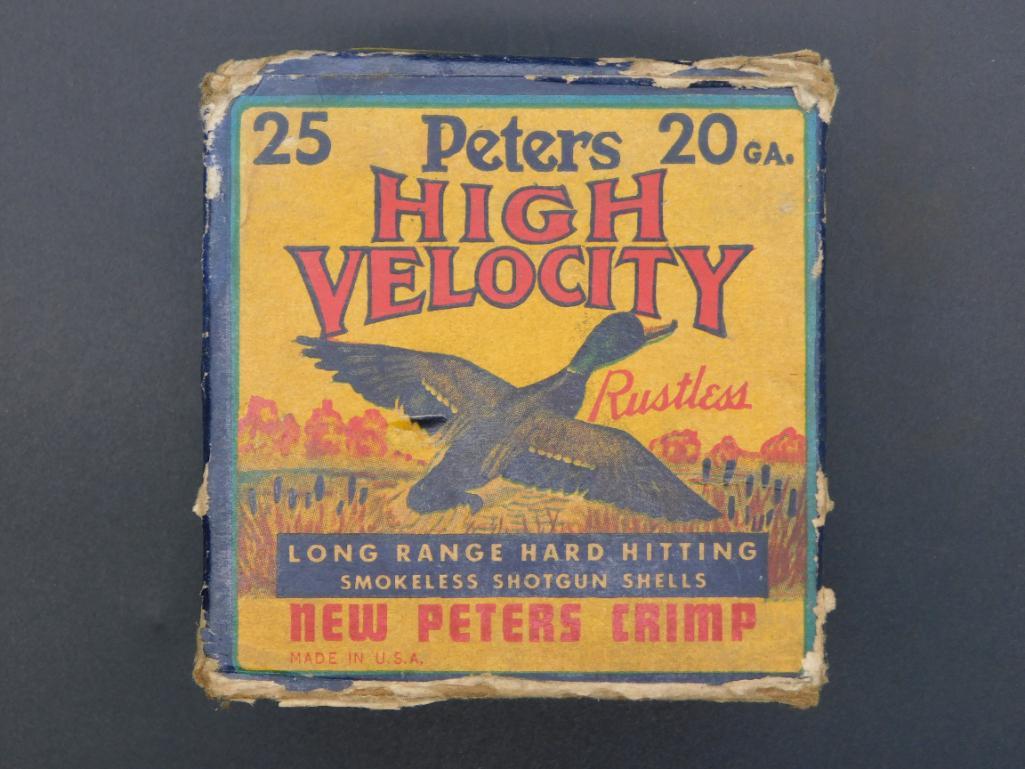 25 Peters 20 GA.
HIGH
VELOCITY
Rustless
LONG RANGE HARD HITTING
SMOKELESS SHOTGUN SHELLS
NEW PETERS CRIMP
MADE IN U.S.A.